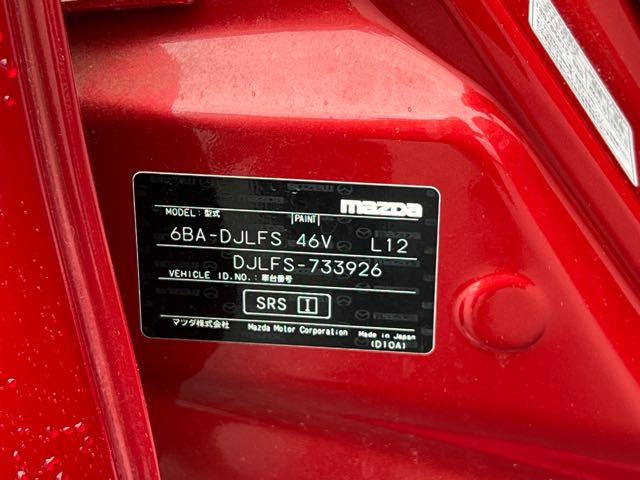 mazda
MODEL:型式 PAINT
6BA-DJLFS 46V L12
DJLFS-733926
VEHICLE ID.NO.:車台番号
SRS I
マツダ株式会社 Mazda Motor Corporation Made in Japan
(D10A)